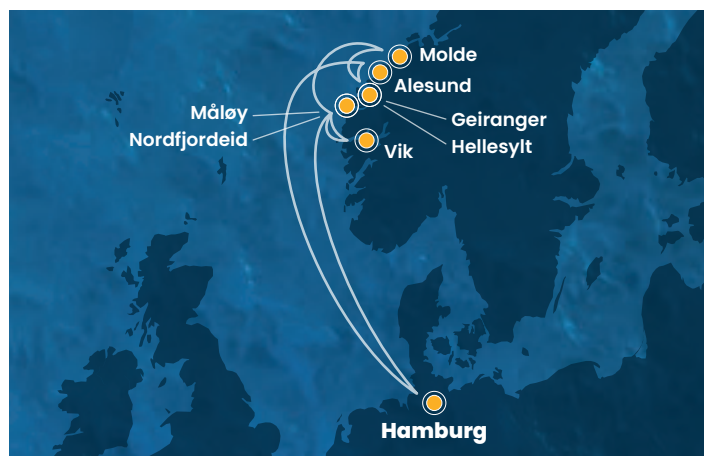 Molde
Alesund
Måløy
Geiranger
Nordfjordeid
Hellesylt
Vik
Hamburg